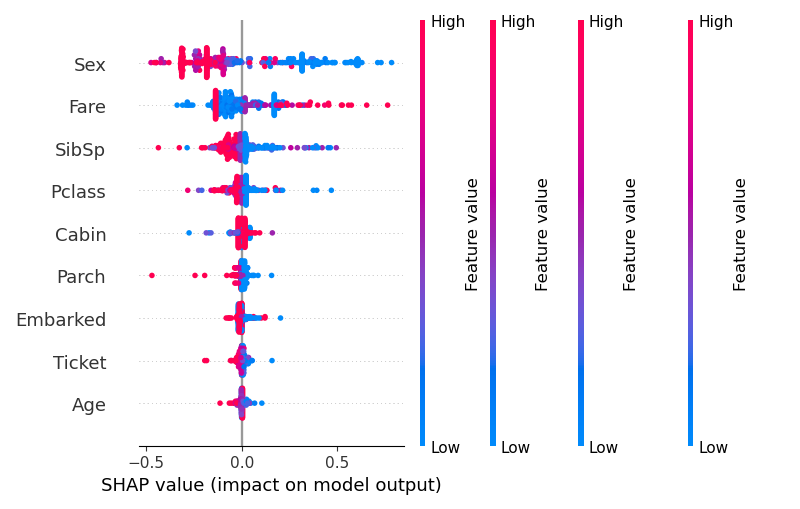 High High High High
Sex
Fare
SibSp
Pclass
Cabin
Parch
Embarked
Ticket
Age
Feature value
Feature value
Feature value
Feature value
Low Low Low Low
−0.5 0.0 0.5
SHAP value (impact on model output)